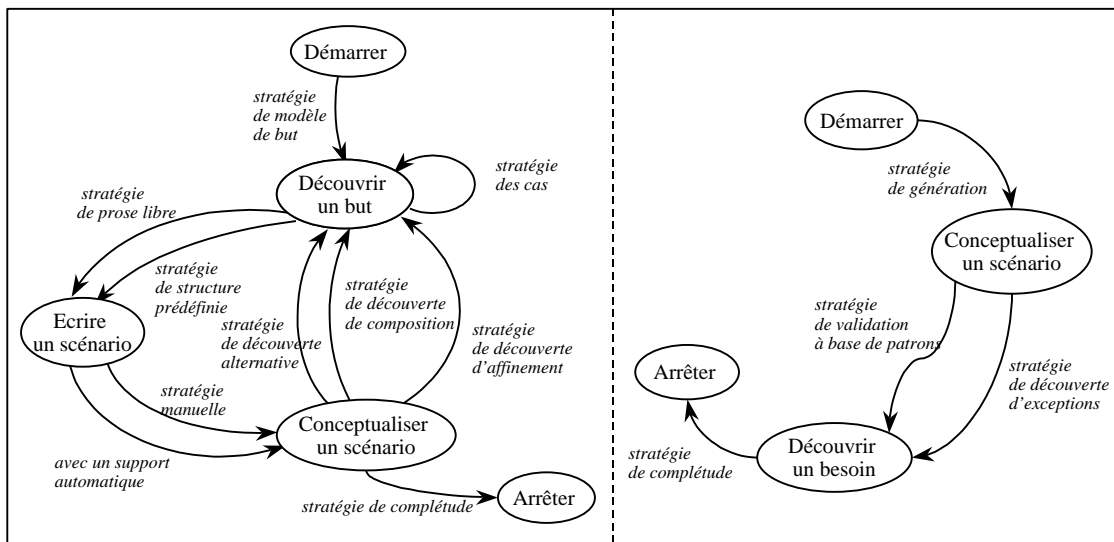 Démarrer
stratégie
de modèle
de but
Découvrir
un but
stratégie
des cas
stratégie
de prose libre
stratégie
de structure
prédéfinie
stratégie
de découverte
alternative
stratégie
de découverte
de composition
stratégie
de découverte
d'affinement
Ecrire
un scénario
stratégie
manuelle
avec un support
automatique
Conceptualiser
un scénario
stratégie de complétude
Arrêter
Démarrer
stratégie
de génération
Conceptualiser
un scénario
stratégie
de validation
à base de patrons
stratégie
de découverte
d'exceptions
Arrêter
stratégie
de complétude
Découvrir
un besoin